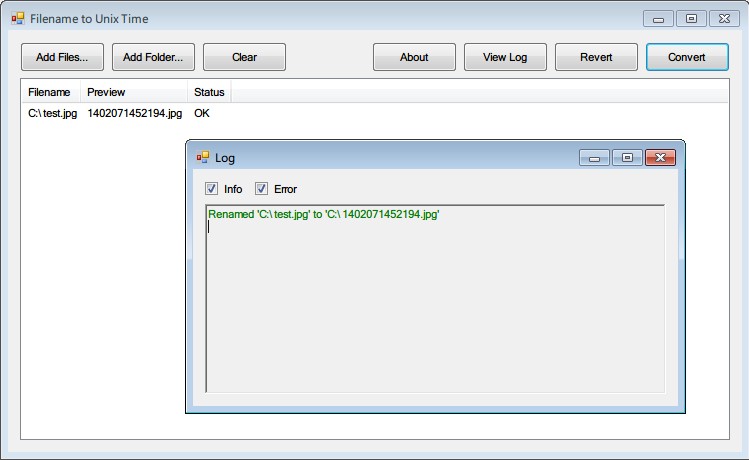 Filename to Unix Time
Add Files... Add Folder... Clear About View Log Revert Convert
Filename Preview Status
C:\test.jpg 1402071452194.jpg OK
Log
Info Error
Renamed 'C:\test.jpg' to 'C:\1402071452194.jpg'